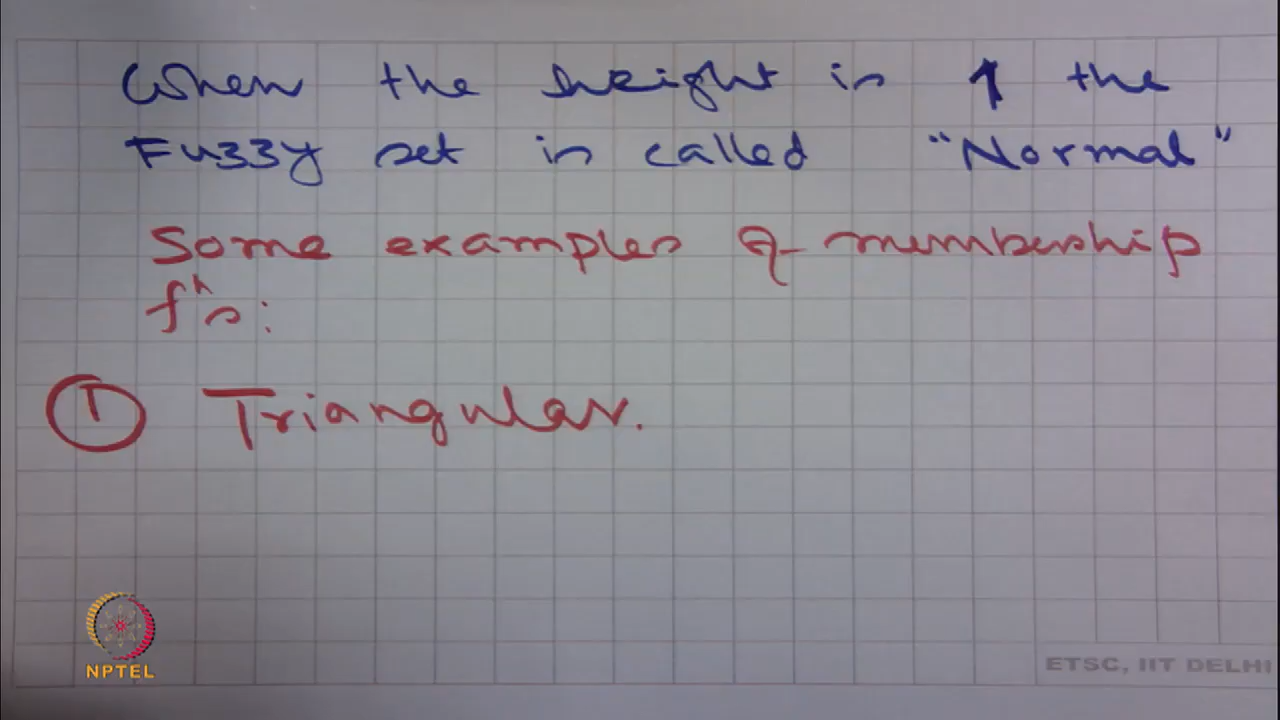 When the height is 1 the
Fuzzy set is called "Normal"
Some examples of membership
fⁿs:
① Triangular.
NPTEL
ETSC, IIT DELHI